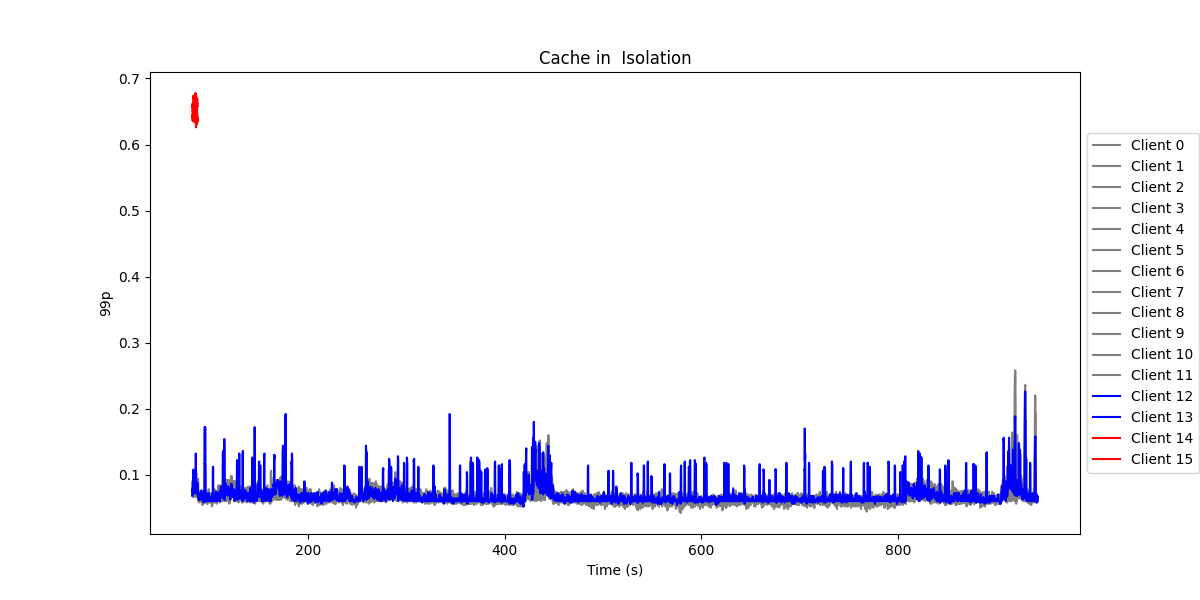 Cache in  Isolation
0.7
0.6
0.5
0.4
0.3
0.2
0.1
99p
200
400
600
800
Time (s)
Client 0
Client 1
Client 2
Client 3
Client 4
Client 5
Client 6
Client 7
Client 8
Client 9
Client 10
Client 11
Client 12
Client 13
Client 14
Client 15